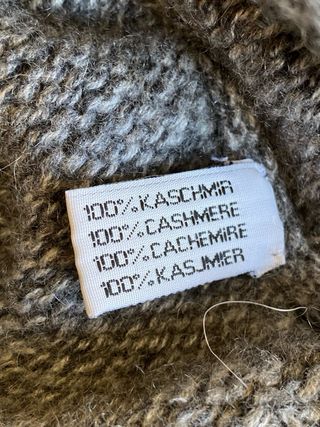 100% KASCHMIR
100% CASHMERE
100% CACHEMIRE
100% KASJMIER